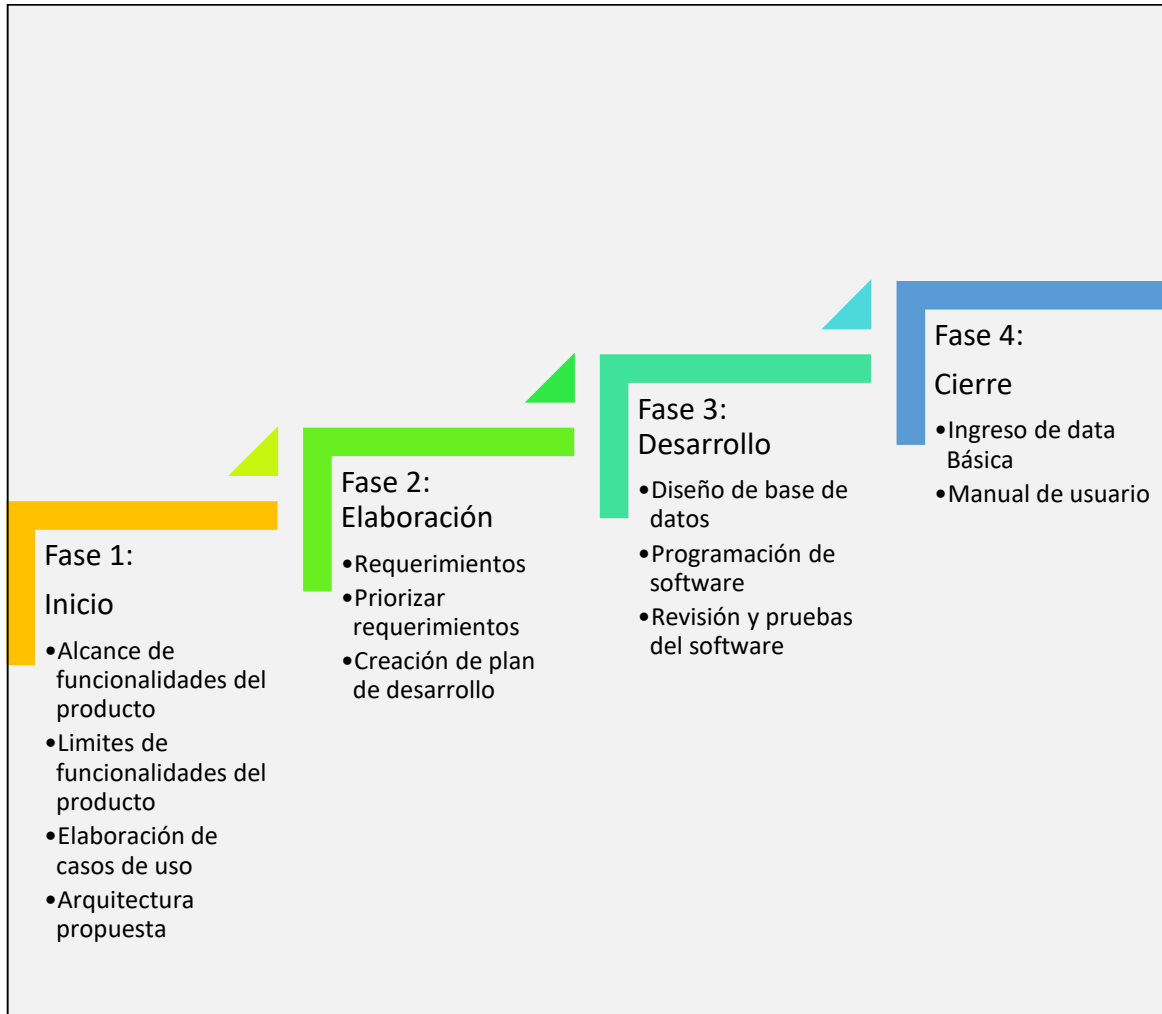 Fase 1:
Inicio
•Alcance de
funcionalidades del
producto
•Limites de
funcionalidades del
producto
•Elaboración de
casos de uso
•Arquitectura
propuesta
Fase 2:
Elaboración
•Requerimientos
•Priorizar
requerimientos
•Creación de plan
de desarrollo
Fase 3:
Desarrollo
•Diseño de base de
datos
•Programación de
software
•Revisión y pruebas
del software
Fase 4:
Cierre
•Ingreso de data
Básica
•Manual de usuario